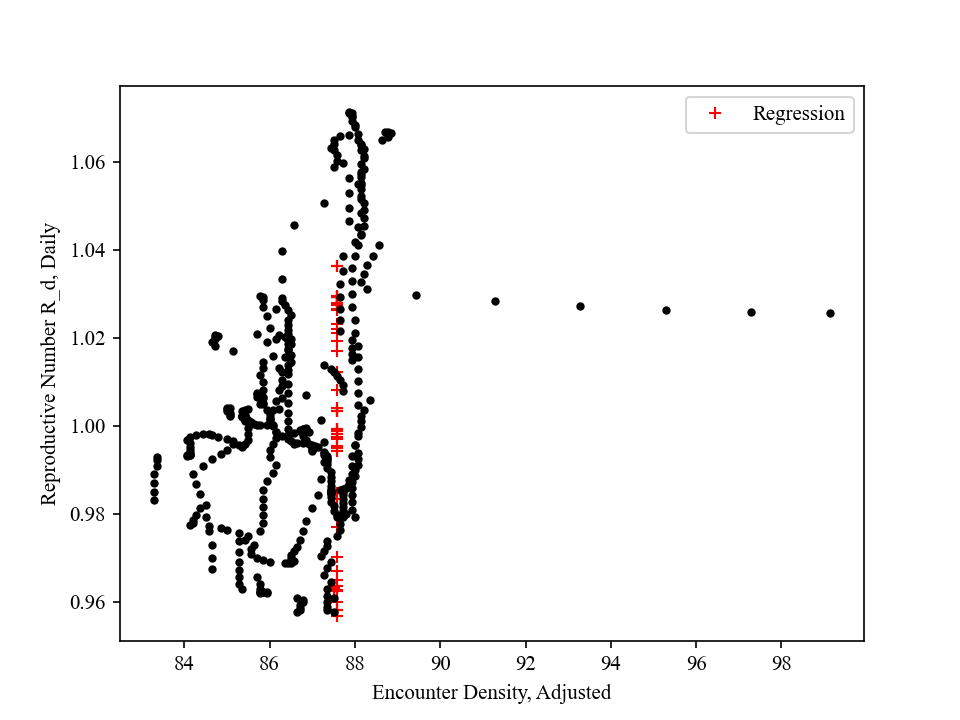 Regression
1.06
1.04
1.02
1.00
0.98
0.96
Reproductive Number R_d, Daily
84 86 88 90 92 94 96 98
Encounter Density, Adjusted